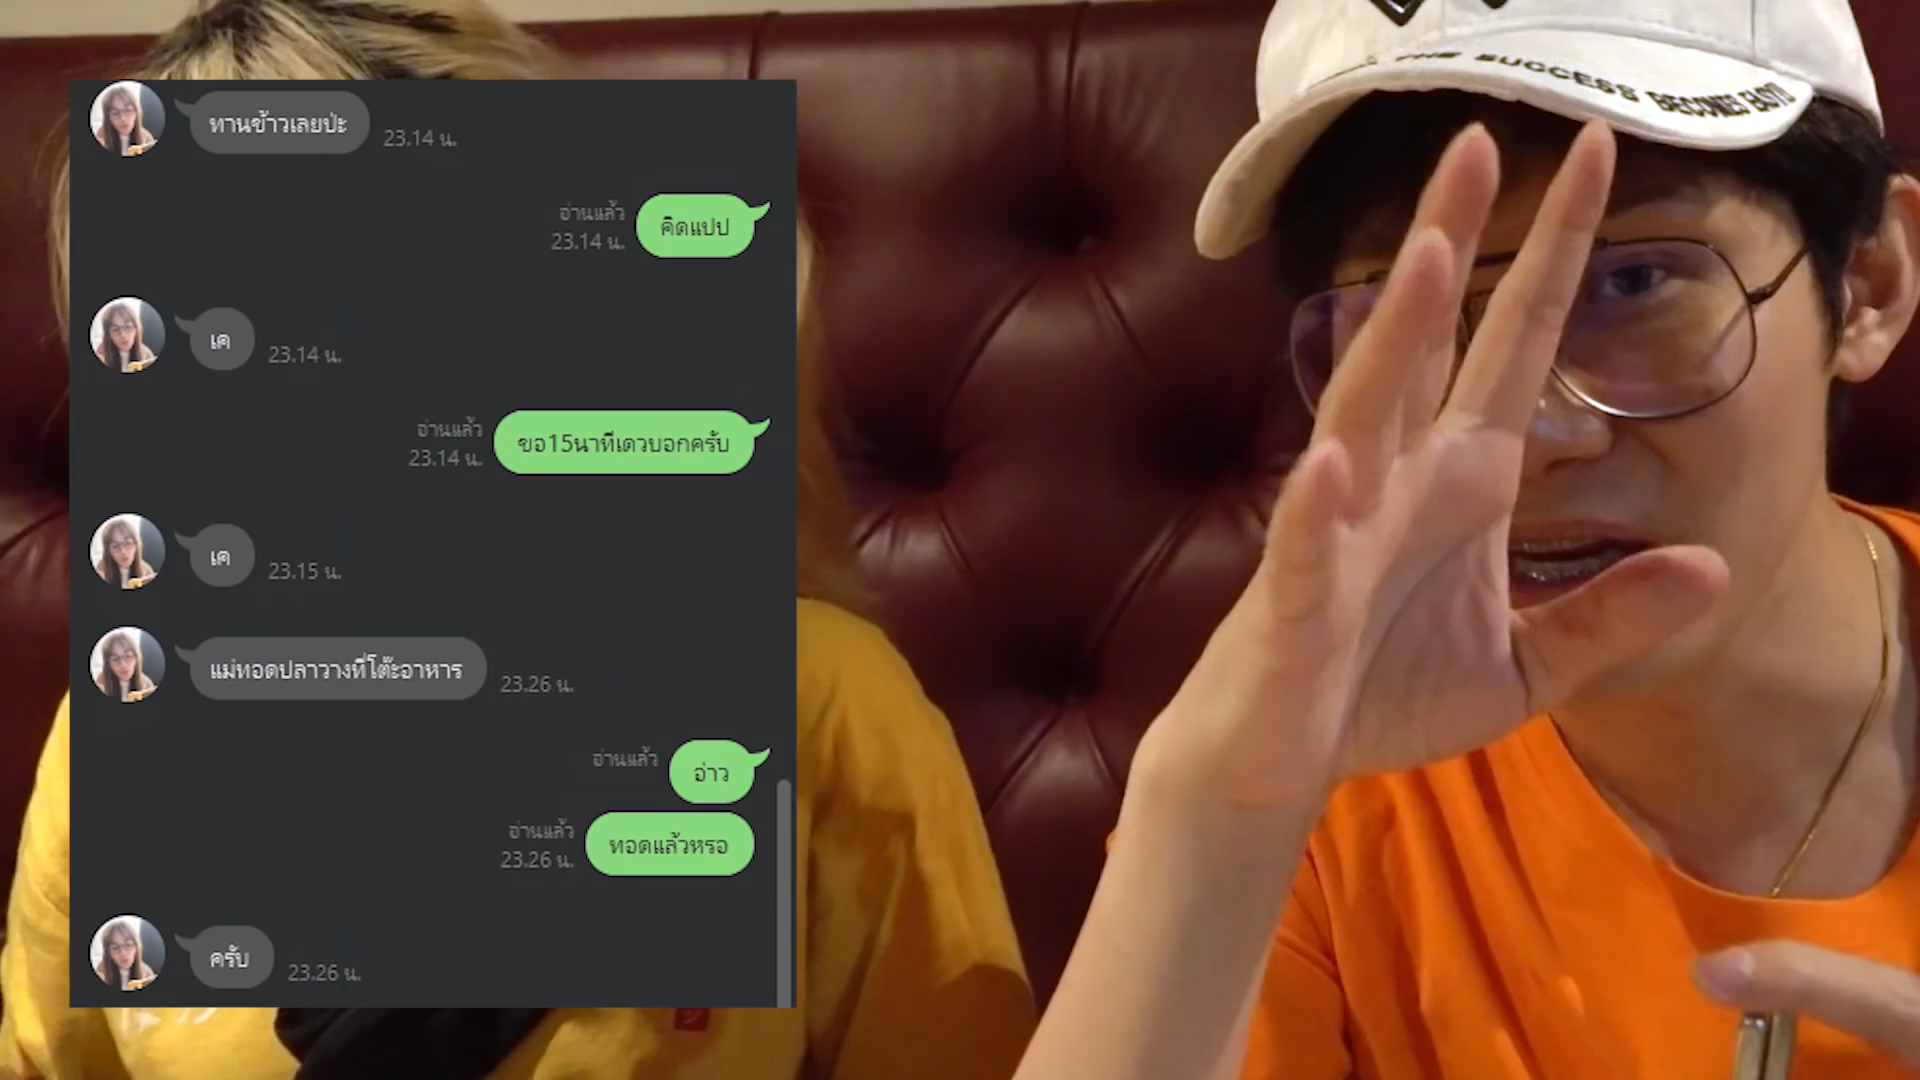 THE SUCCESS BECOMES
ทานข้าวเลยป่ะ
23.14 น.
อ่านแล้ว
23.14 น.
คิดแปป
เค
23.14 น.
อ่านแล้ว
23.14 น.
ขอ15นาทีเดวบอกครับ
เค
23.15 น.
แม่ทอดปลาวางที่โต๊ะอาหาร
23.26 น.
อ่านแล้ว
อ่าว
อ่านแล้ว
23.26 น.
ทอดแล้วหรอ
ครับ
23.26 น.